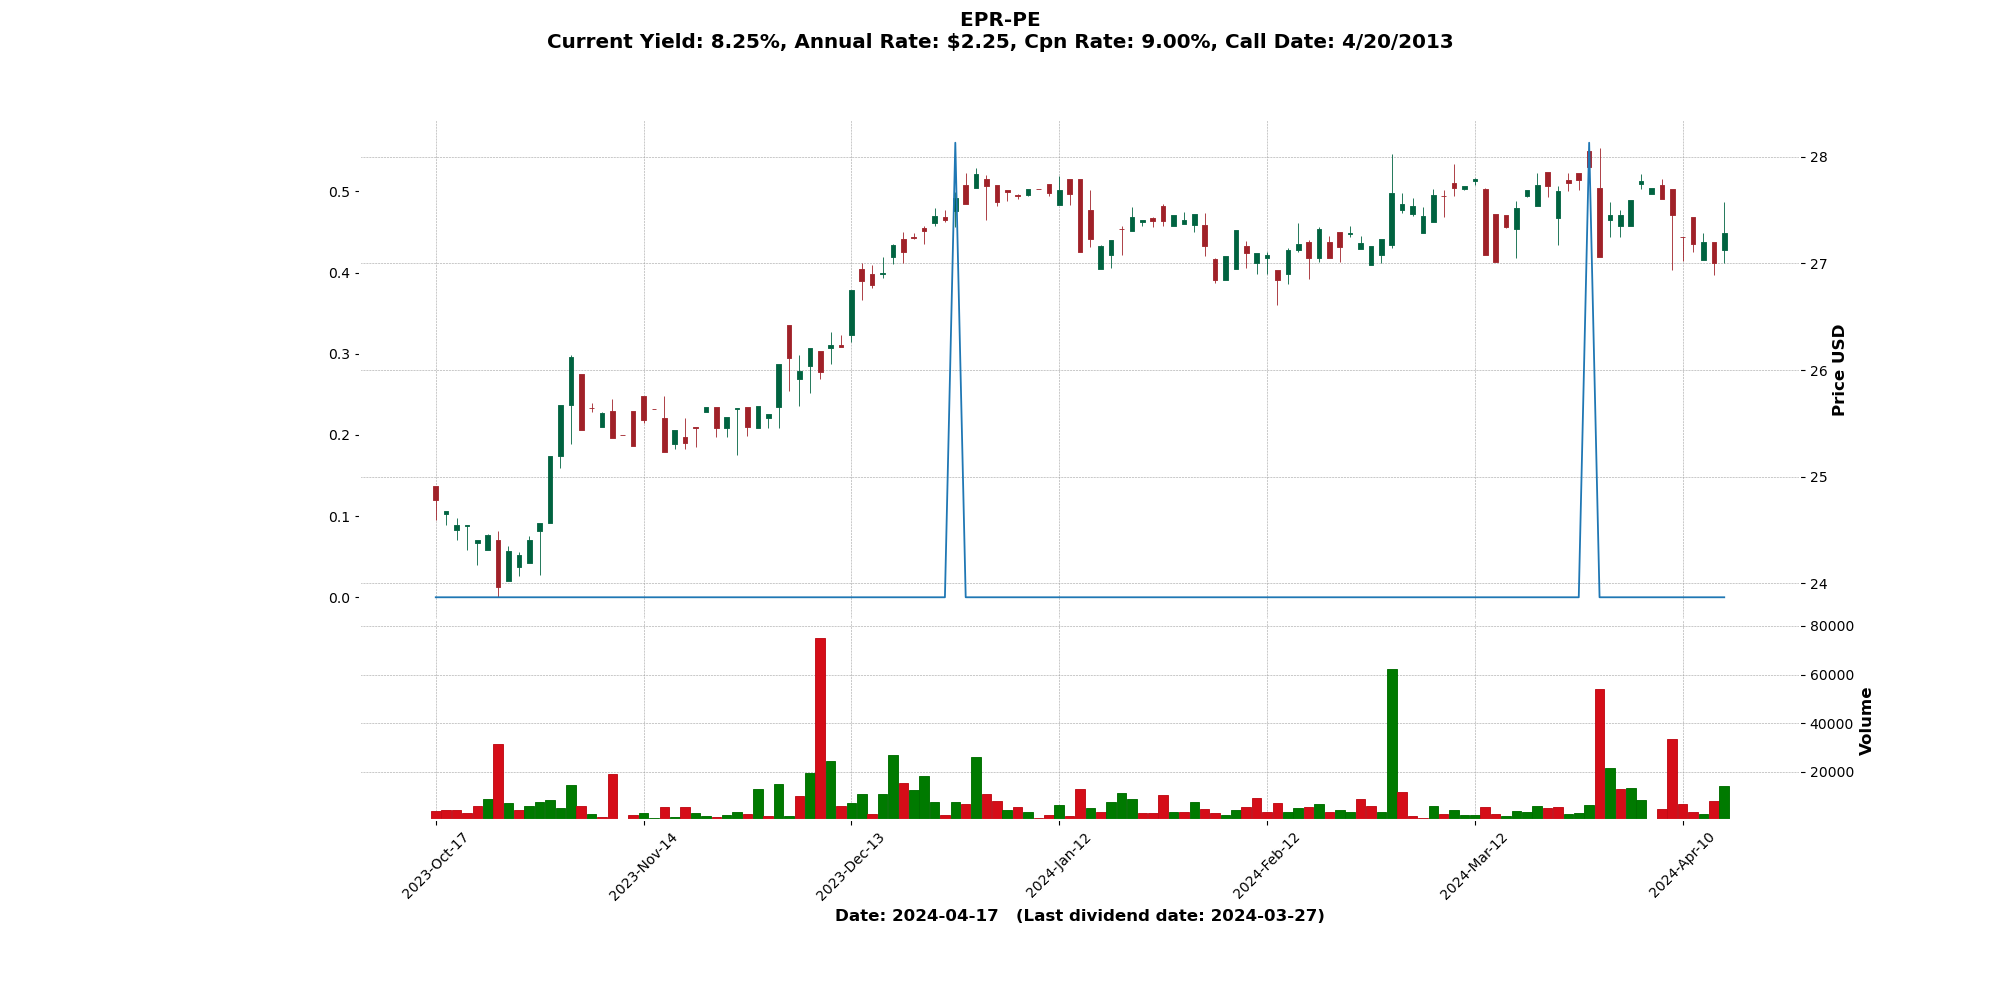 EPR-PE
Current Yield: 8.25%, Annual Rate: $2.25, Cpn Rate: 9.00%, Call Date: 4/20/2013
0.5
0.4
0.3
0.2
0.1
0.0
28
27
26
25
24
Price USD
80000
60000
40000
20000
Volume
2023-Oct-17
2023-Nov-14
2023-Dec-13
2024-Jan-12
2024-Feb-12
2024-Mar-12
2024-Apr-10
Date: 2024-04-17 (Last dividend date: 2024-03-27)